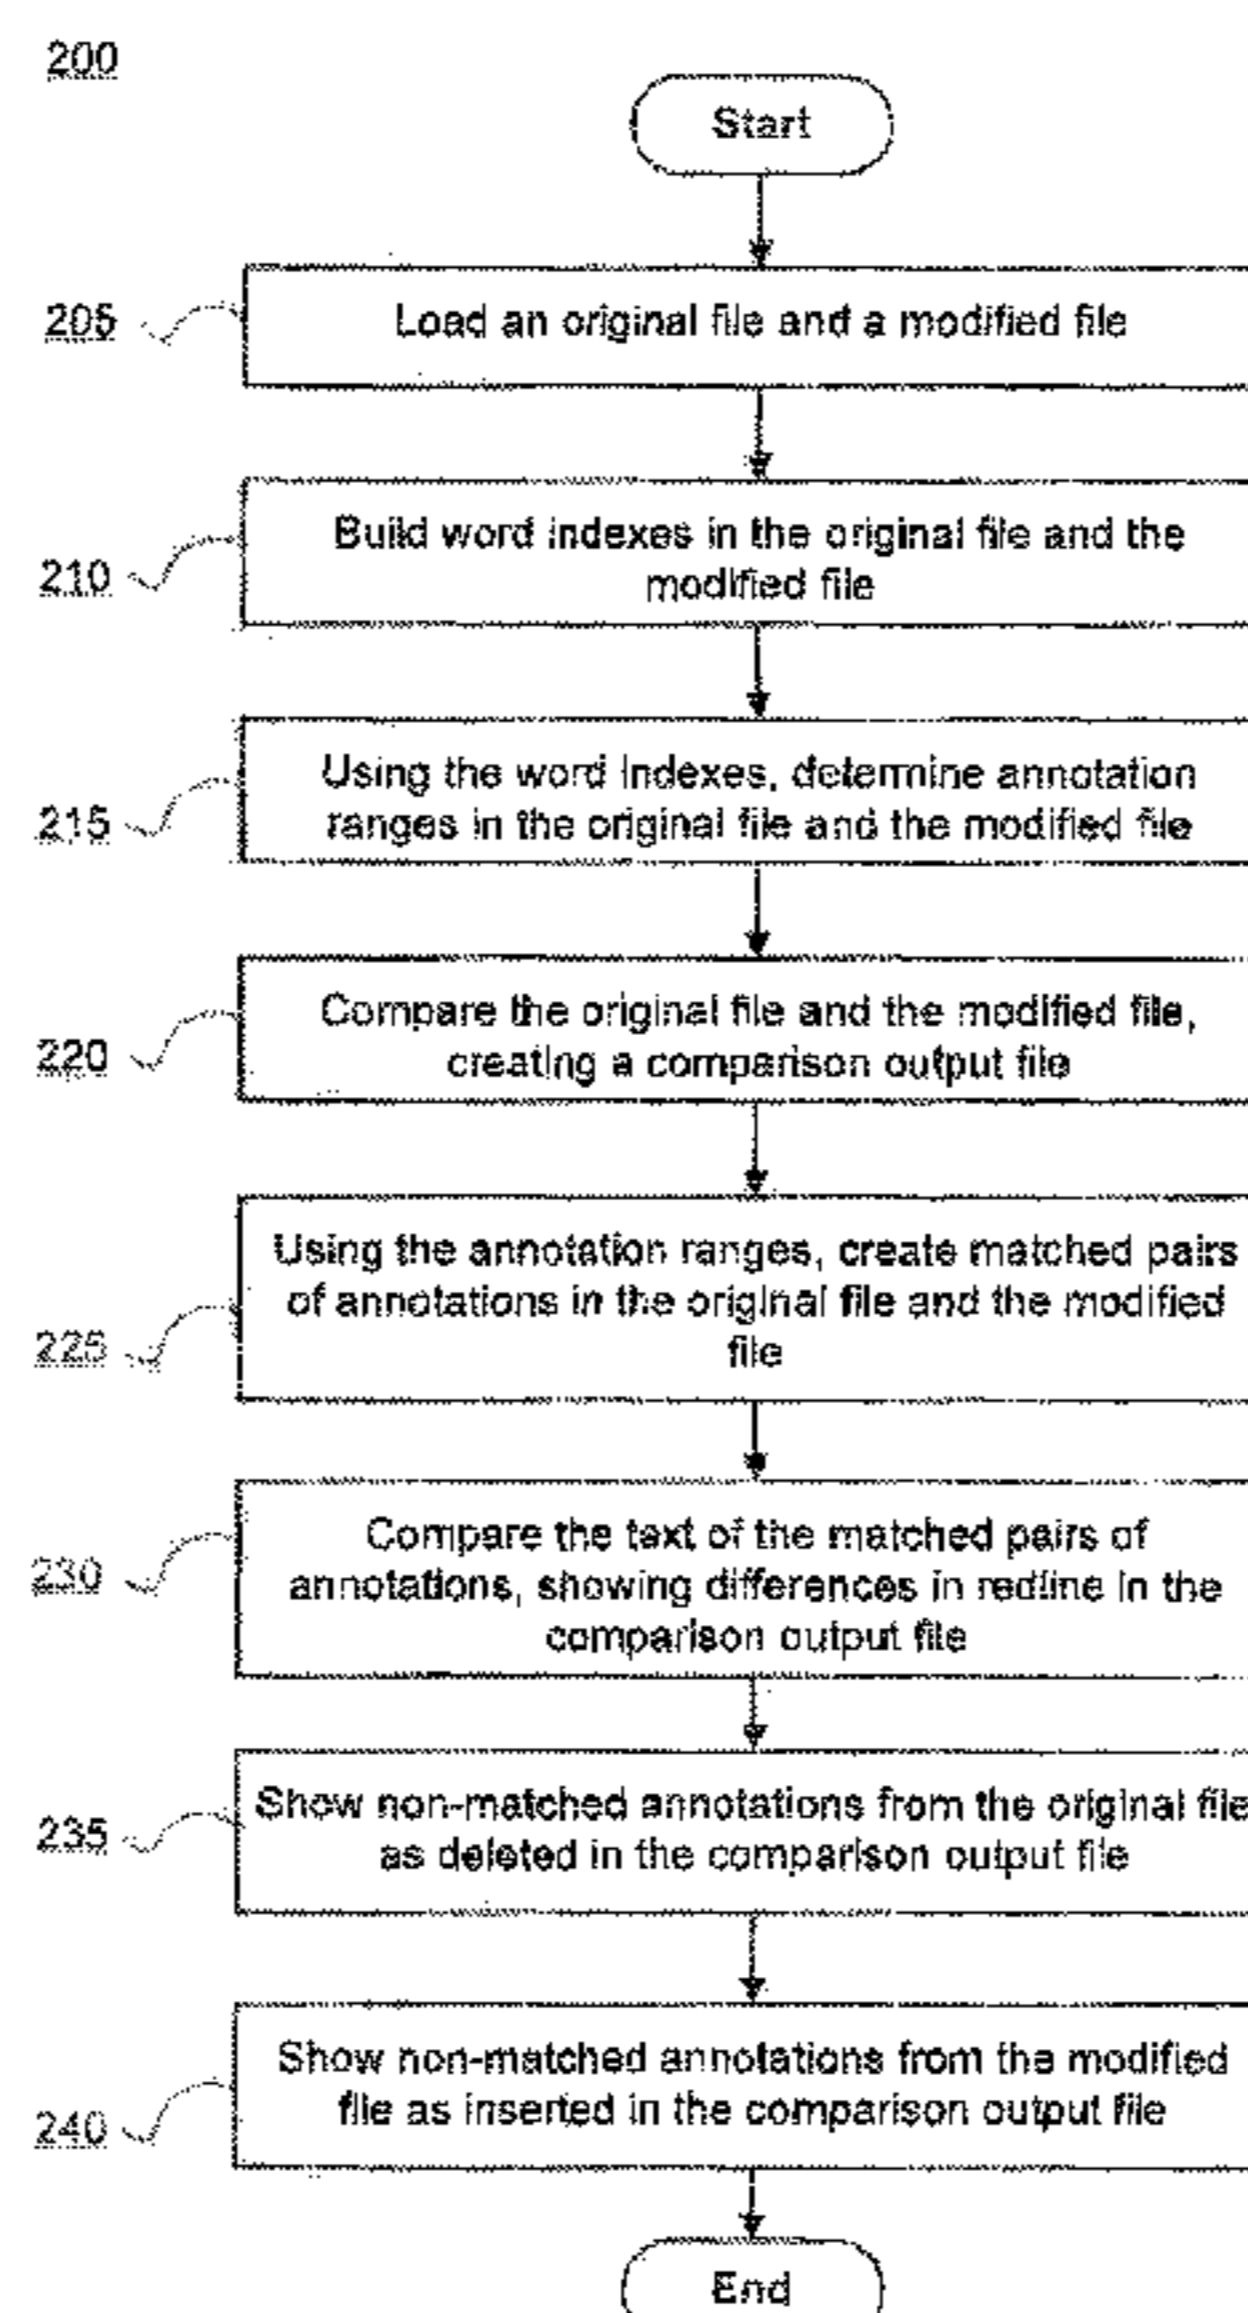 200
Start
205
Load an original file and a modified file
210
Build word indexes in the original file and the
modified file
215
Using the word indexes, determine annotation
ranges in the original file and the modified file
220
Compare the original file and the modified file,
creating a comparison output file
225
Using the annotation ranges, create matched pairs
of annotations in the original file and the modified
file
230
Compare the text of the matched pairs of
annotations, showing differences in redline in the
comparison output file
235
Show non-matched annotations from the original file
as deleted in the comparison output file
240
Show non-matched annotations from the modified
file as inserted in the comparison output file
End